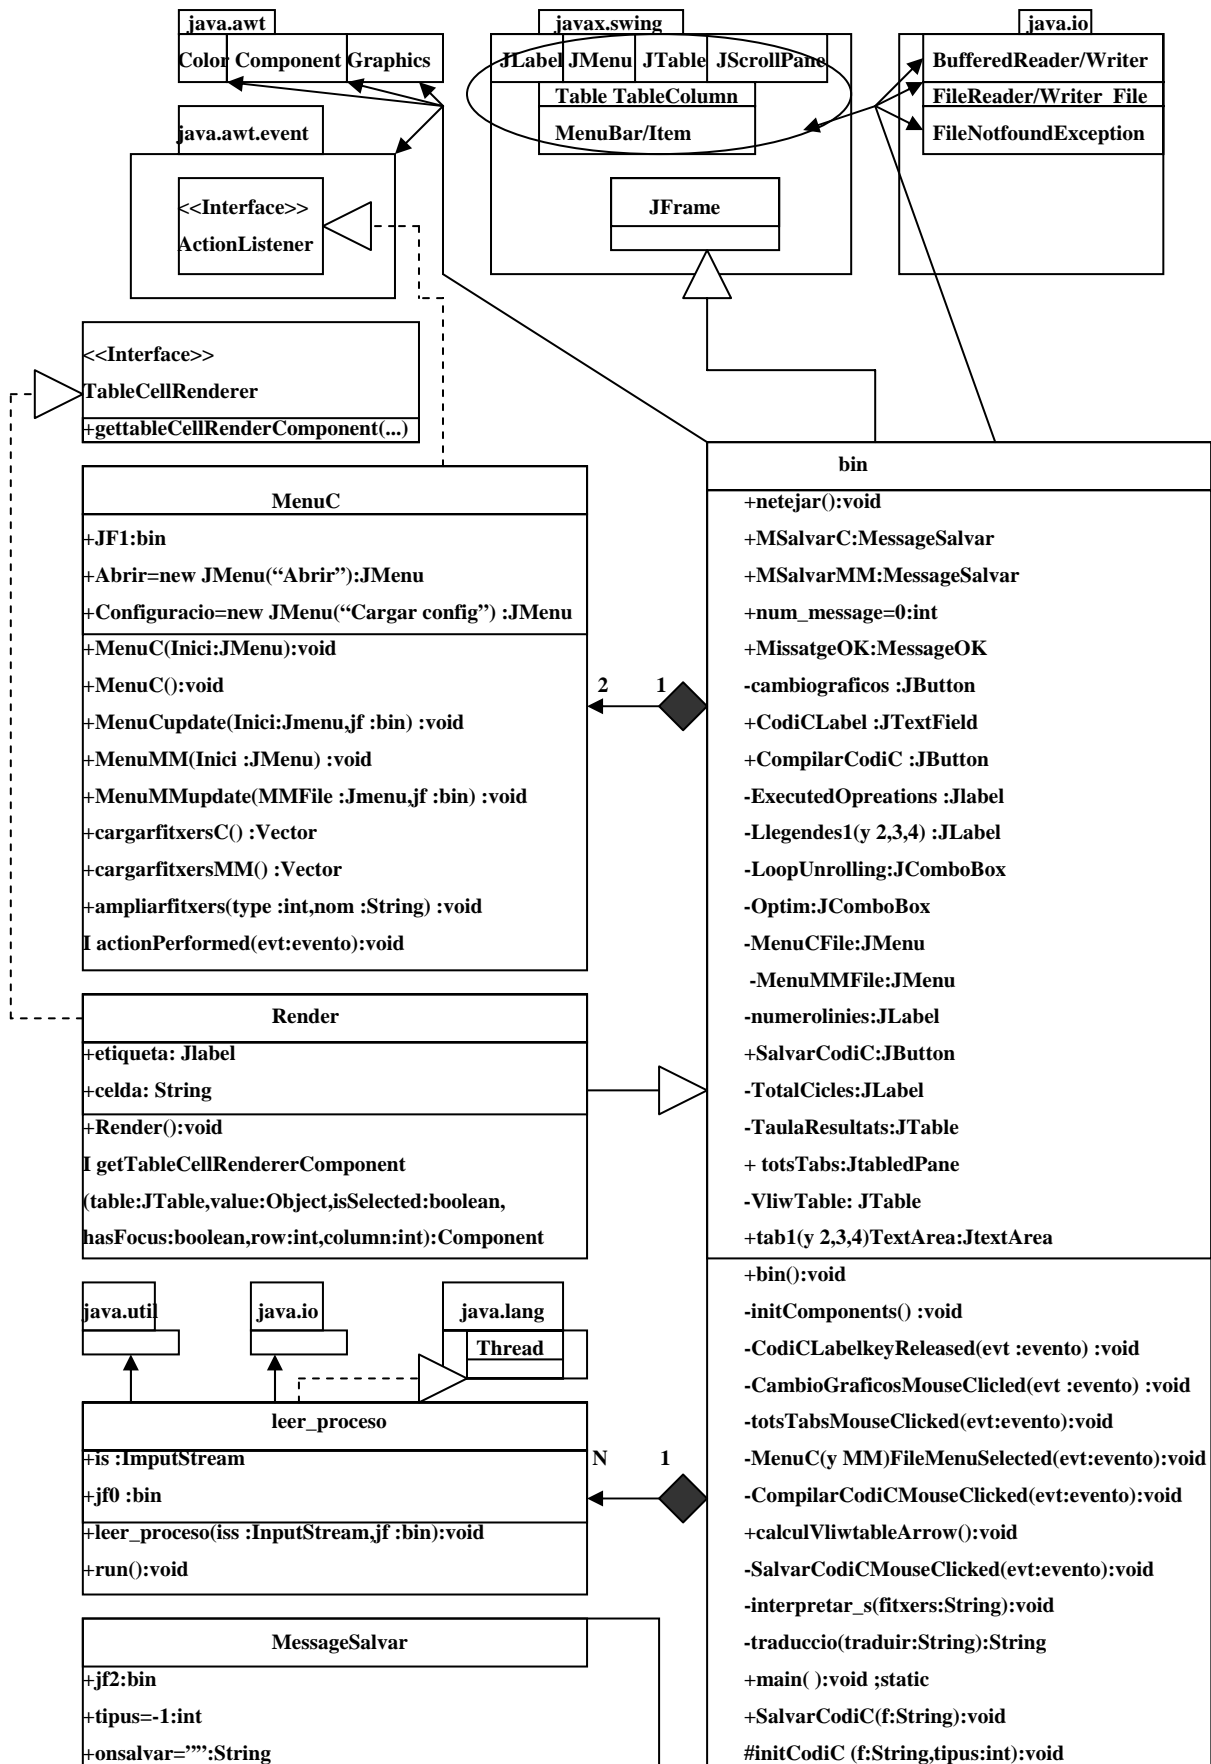 java.awt
Color Component Graphics
java.awt.event
<<Interface>>
ActionListener
javax.swing
JLabel JMenu JTable JScrollPane
Table TableColumn
MenuBar/Item
JFrame
java.io
BufferedReader/Writer
FileReader/Writer File
FileNotfoundException
<<Interface>>
TableCellRenderer
+gettableCellRenderComponent(...)
MenuC
+JF1:bin
+Abrir=new JMenu(“Abrir”):JMenu
+Configuracio=new JMenu(“Cargar config”) :JMenu
+MenuC(Inici:JMenu):void
+MenuC():void
+MenuCupdate(Inici:Jmenu,jf :bin) :void
+MenuMM(Inici :JMenu) :void
+MenuMMupdate(MMFile :Jmenu,jf :bin) :void
+cargarfitxersC() :Vector
+cargarfitxersMM() :Vector
+ampliarfitxers(type :int,nom :String) :void
I actionPerformed(evt:evento):void
2 1
Render
+etiqueta: Jlabel
+celda: String
+Render():void
I getTableCellRendererComponent
(table:JTable,value:Object,isSelected:boolean,
hasFocus:boolean,row:int,column:int):Component
java.util
java.io
java.lang
Thread
leer_proceso
+is :ImputStream
+jf0 :bin
+leer_proceso(iss :InputStream,jf :bin):void
+run():void
N 1
MessageSalvar
+jf2:bin
+tipus=-1:int
+onsalvar=””:String
bin
+netejar():void
+MSalvarC:MessageSalvar
+MSalvarMM:MessageSalvar
+num_message=0:int
+MissatgeOK:MessageOK
-cambiograficos :JButton
+CodiCLabel :JTextField
+CompilarCodiC :JButton
-ExecutedOpreations :Jlabel
-Llegendes1(y 2,3,4) :JLabel
-LoopUnrolling:JComboBox
-Optim:JComboBox
-MenuCFile:JMenu
-MenuMMFile:JMenu
-numerolinies:JLabel
+SalvarCodiC:JButton
-TotalCicles:JLabel
-TaulaResultats:JTable
+ totsTabs:JtabledPane
-VliwTable: JTable
+tab1(y 2,3,4)TextArea:JtextArea
+bin():void
-initComponents() :void
-CodiCLabelkeyReleased(evt :evento) :void
-CambioGraficosMouseClicled(evt :evento) :void
-totsTabsMouseClicked(evt:evento):void
-MenuC(y MM)FileMenuSelected(evt:evento):void
-CompilarCodiCMouseClicked(evt:evento):void
+calculVliwtableArrow():void
-SalvarCodiCMouseClicked(evt:evento):void
-interpretar_s(fitxers:String):void
-traduccio(traduir:String):String
+main( ):void ;static
+SalvarCodiC(f:String):void
#initCodiC (f:String,tipus:int):void